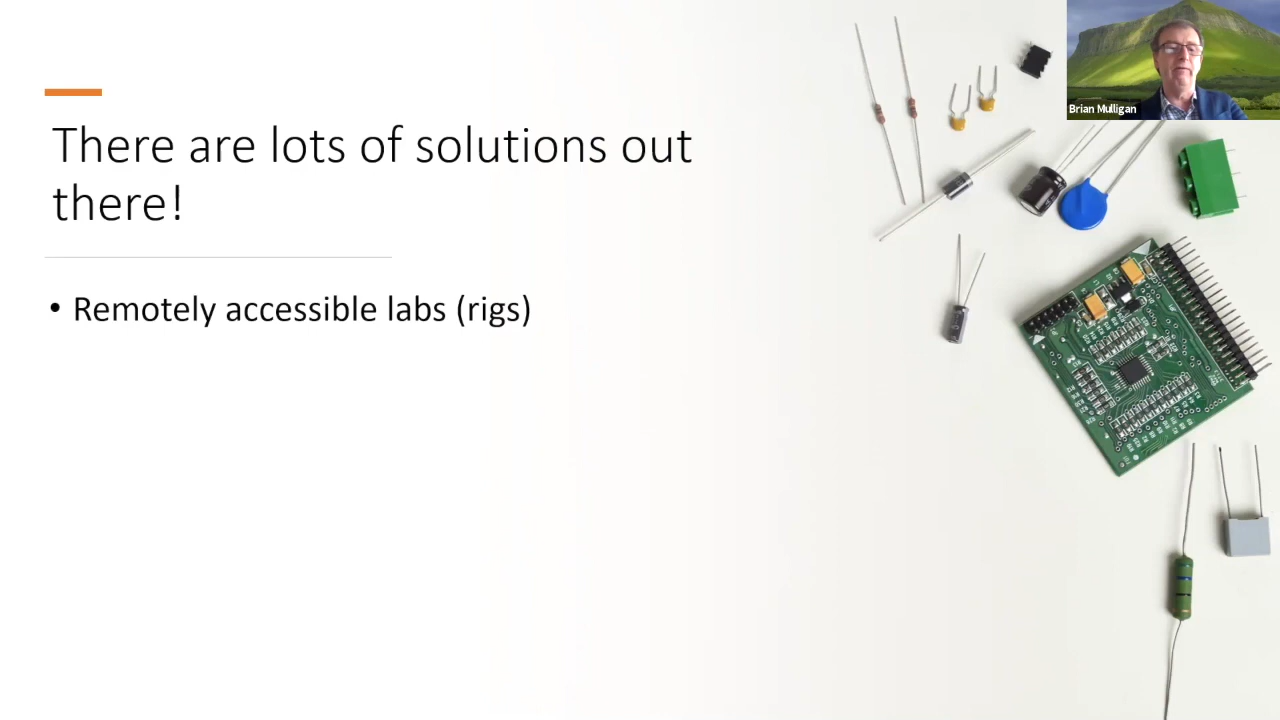 There are lots of solutions out
there!
• Remotely accessible labs (rigs)
Brian Mulligan